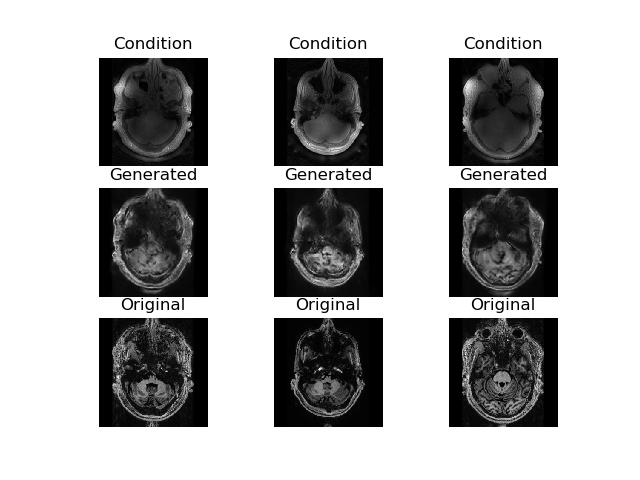 Condition Condition Condition
Generated Generated Generated
Original Original Original